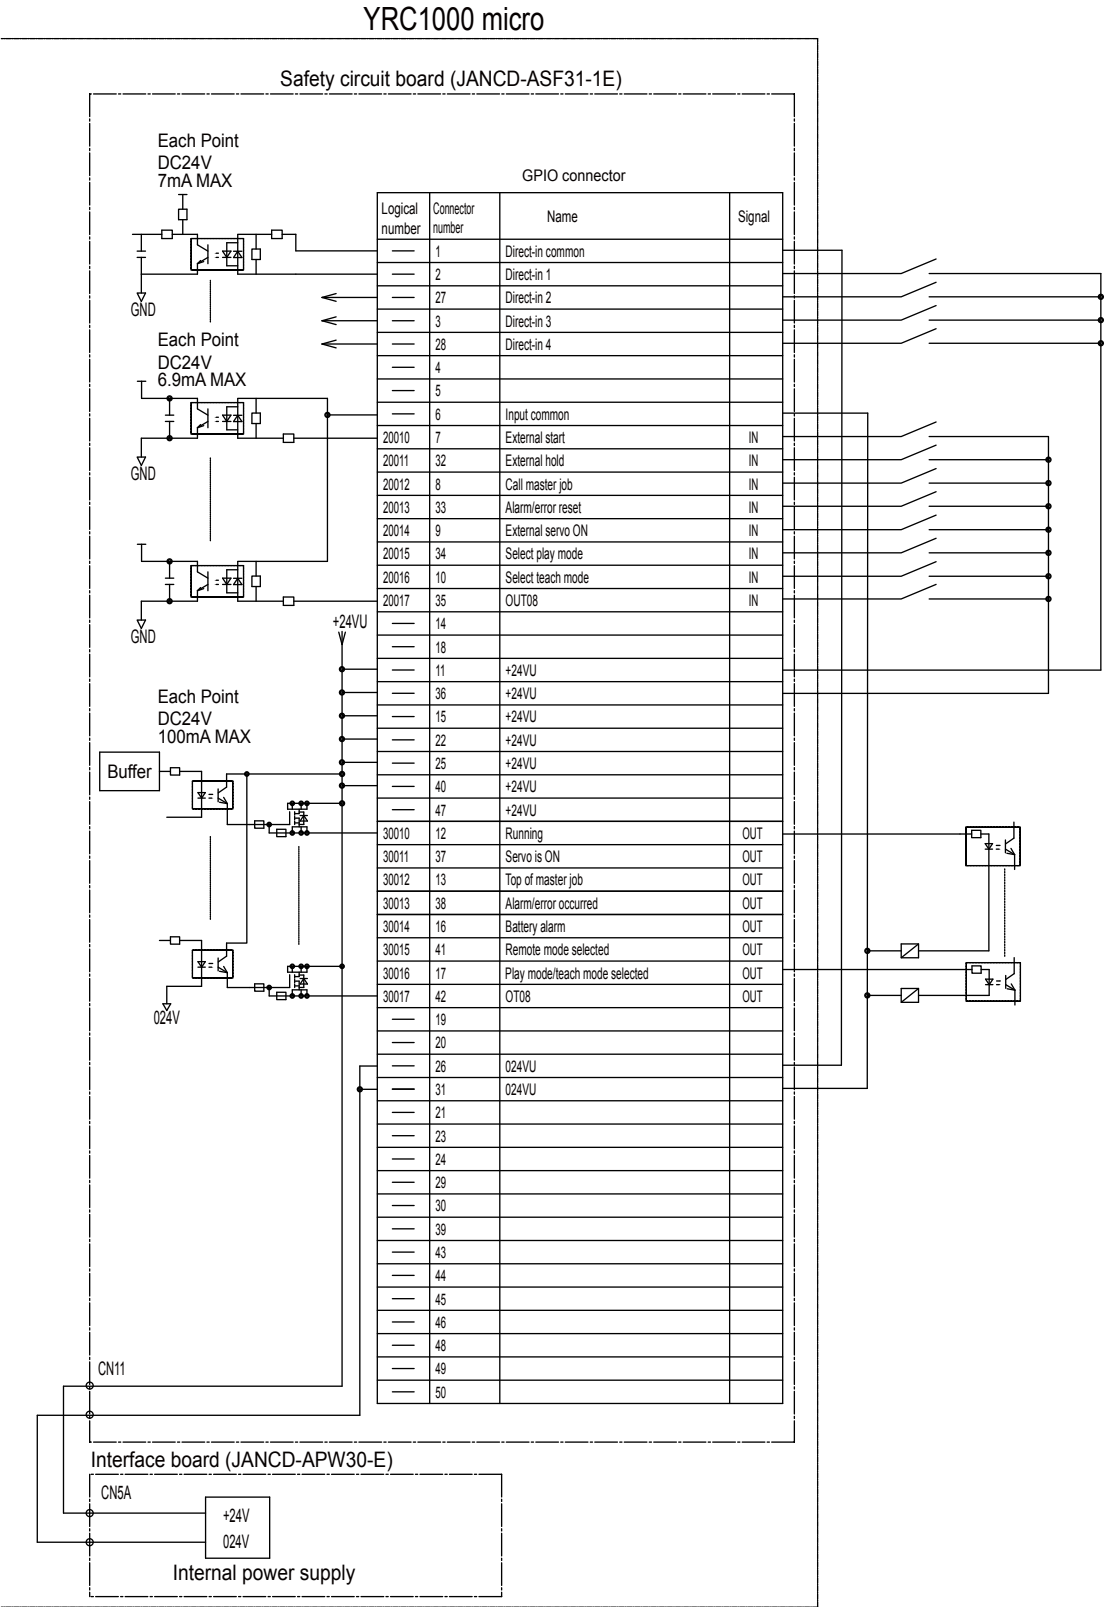 YRC1000 micro
Safety circuit board (JANCD-ASF31-1E)
Each Point
DC24V
7mA MAX
GND
Each Point
DC24V
6.9mA MAX
GND
GND
+24VU
Each Point
DC24V
100mA MAX
Buffer
024V
GPIO connector
Logical number Connector number Name Signal
— 1 Direct-in common
— 2 Direct-in 1
— 27 Direct-in 2
— 3 Direct-in 3
— 28 Direct-in 4
— 4
— 5
— 6 Input common
20010 7 External start IN
20011 32 External hold IN
20012 8 Call master job IN
20013 33 Alarm/error reset IN
20014 9 External servo ON IN
20015 34 Select play mode IN
20016 10 Select teach mode IN
20017 35 OUT08 IN
— 14
— 18
— 11 +24VU
— 36 +24VU
— 15 +24VU
— 22 +24VU
— 25 +24VU
— 40 +24VU
— 47 +24VU
30010 12 Running OUT
30011 37 Servo is ON OUT
30012 13 Top of master job OUT
30013 38 Alarm/error occurred OUT
30014 16 Battery alarm OUT
30015 41 Remote mode selected OUT
30016 17 Play mode/teach mode selected OUT
30017 42 OT08 OUT
— 19
— 20
— 26 024VU
— 31 024VU
— 21
— 23
— 24
— 29
— 30
— 39
— 43
— 44
— 45
— 46
— 48
— 49
— 50
CN11
Interface board (JANCD-APW30-E)
CN5A
+24V
024V
Internal power supply